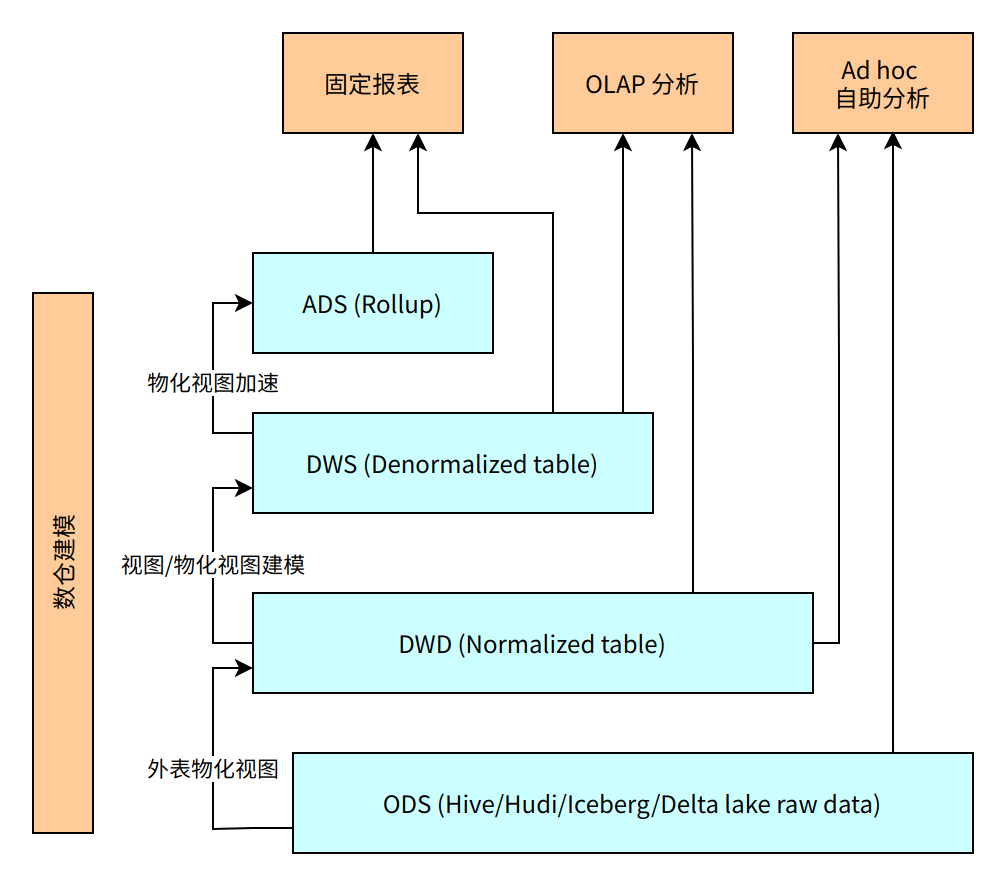 固定报表
OLAP 分析
Ad hoc
自助分析
ADS (Rollup)
物化视图加速
DWS (Denormalized table)
数仓建模
视图/物化视图建模
DWD (Normalized table)
外表物化视图
ODS (Hive/Hudi/Iceberg/Delta lake raw data)